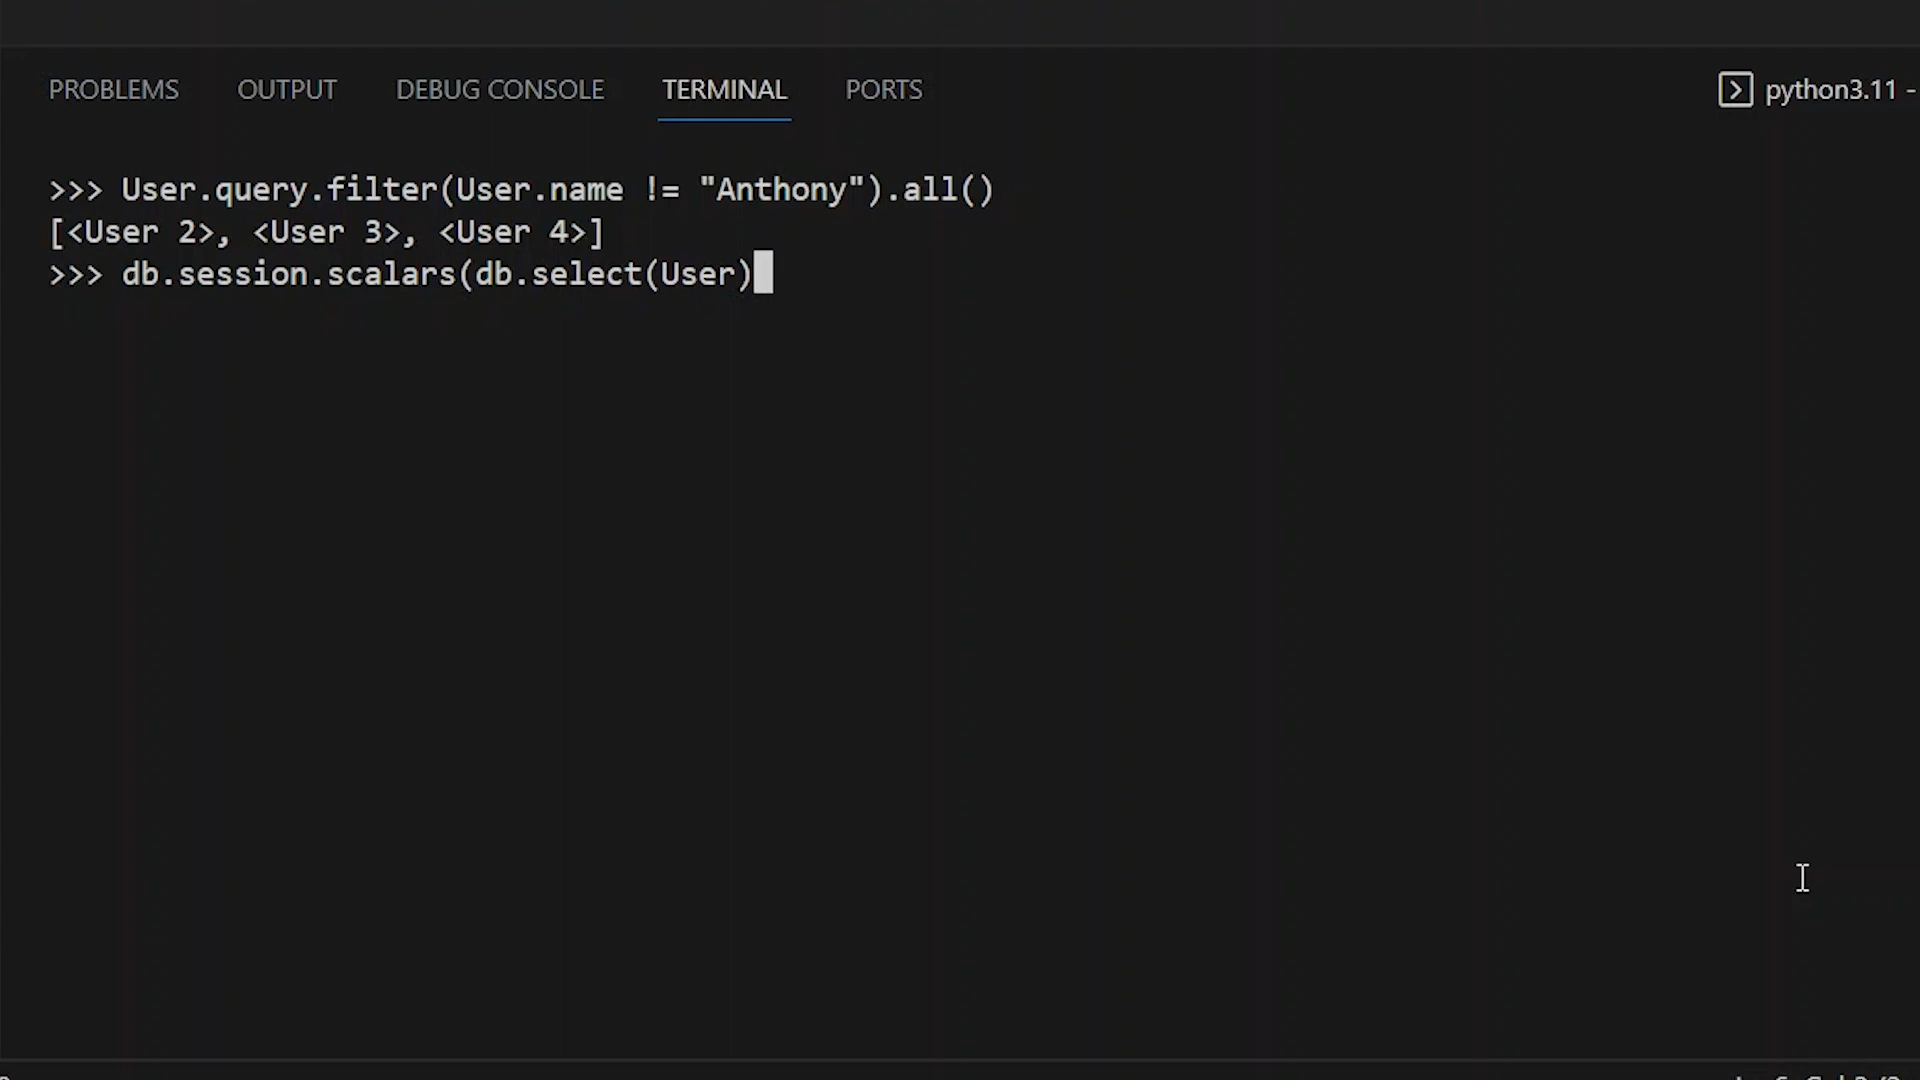 PROBLEMS OUTPUT DEBUG CONSOLE TERMINAL PORTS python3.11 -
>>> User.query.filter(User.name != "Anthony").all()
[<User 2>, <User 3>, <User 4>]
>>> db.session.scalars(db.select(User)